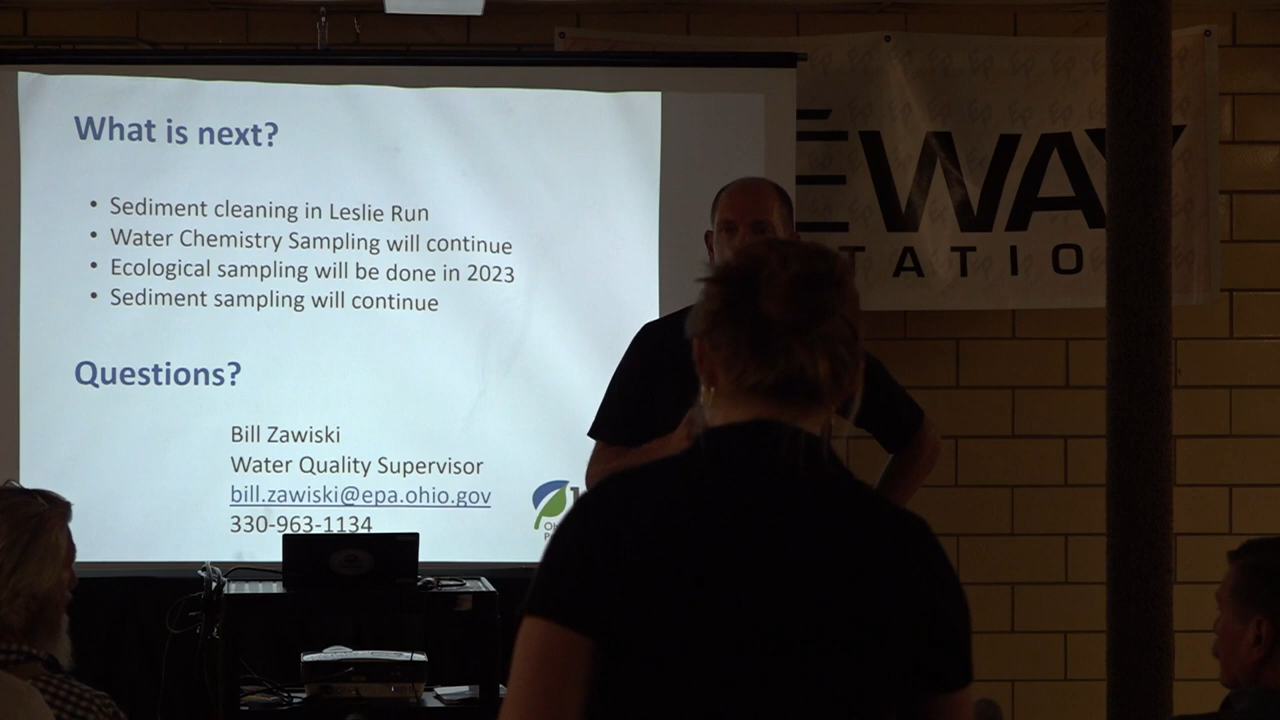 What is next?
• Sediment cleaning in Leslie Run
• Water Chemistry Sampling will continue
• Ecological sampling will be done in 2023
• Sediment sampling will continue
Questions?
Bill Zawiski
Water Quality Supervisor
bill.zawiski@epa.ohio.gov
330-963-1134
EWAY
TATIO